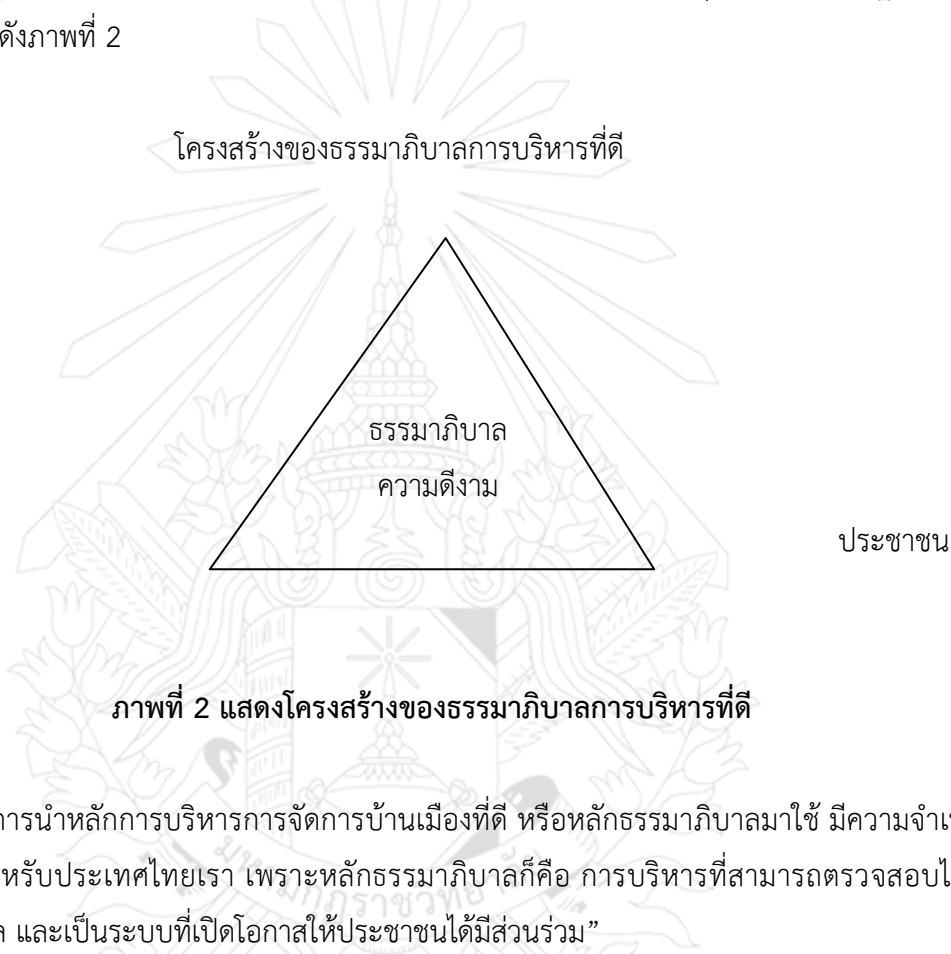 ดังภาพที่ 2
โครงสร้างของธรรมาภิบาลการบริหารที่ดี
ธรรมาภิบาล
ความดีงาม
ประชาชน
ภาพที่ 2 แสดงโครงสร้างของธรรมาภิบาลการบริหารที่ดี
การนำหลักการบริหารการจัดการบ้านเมืองที่ดี หรือหลักธรรมาภิบาลมาใช้ มีความ
ประเทศไทยเรา เพราะหลักธรรมาภิบาลก็คือ การบริหารที่สามารถตรวจสอบ
และเป็นระบบที่เปิดโอกาสให้ประชาชนได้มีส่วนร่วม”